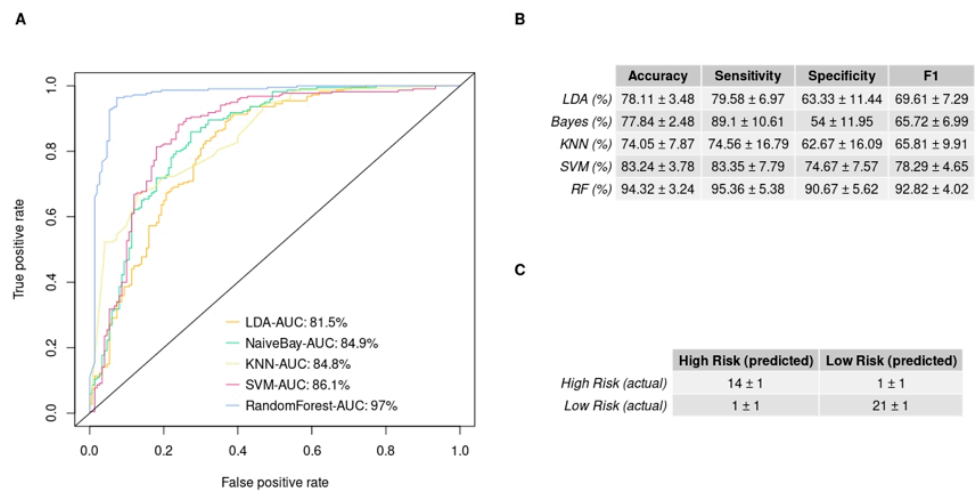 A
1.0
0.8
0.6
0.4
0.2
0.0
True positive rate
LDA-AUC: 81.5%
NaiveBay-AUC: 84.9%
KNN-AUC: 84.8%
SVM-AUC: 86.1%
RandomForest-AUC: 97%
0.0 0.2 0.4 0.6 0.8 1.0
False positive rate
B
Accuracy Sensitivity Specificity F1
LDA (%) 78.11 ± 3.48 79.58 ± 6.97 63.33 ± 11.44 69.61 ± 7.29
Bayes (%) 77.84 ± 2.48 89.1 ± 10.61 54 ± 11.95 65.72 ± 6.99
KNN (%) 74.05 ± 7.87 74.56 ± 16.79 62.67 ± 16.09 65.81 ± 9.91
SVM (%) 83.24 ± 3.78 83.35 ± 7.79 74.67 ± 7.57 78.29 ± 4.65
RF (%) 94.32 ± 3.24 95.36 ± 5.38 90.67 ± 5.62 92.82 ± 4.02
C
High Risk (predicted) Low Risk (predicted)
High Risk (actual) 14 ± 1 1 ± 1
Low Risk (actual) 1 ± 1 21 ± 1